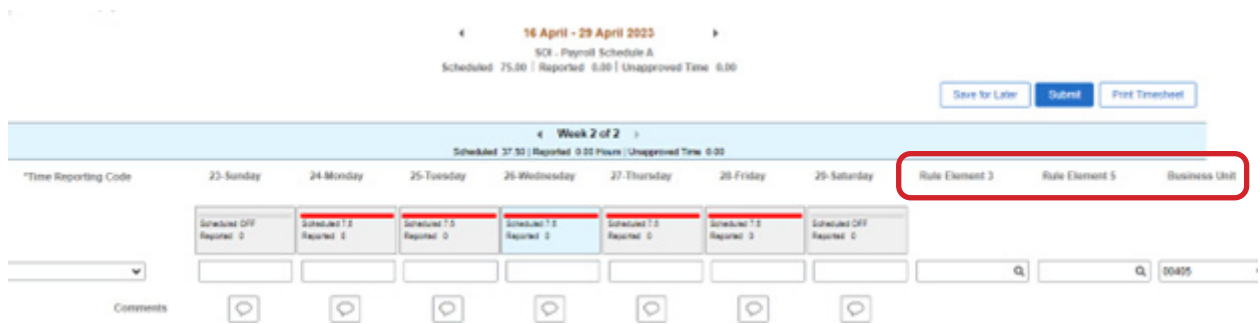 16 April - 29 April 2023
SOI - Payroll Schedule A
Scheduled 75.00 | Reported 0.00 | Unapproved Time 0.00
Save for Later Submit Print Timesheet
Week 2 of 2
Scheduled 37.50 | Reported 0.00 Hours | Unapproved Time 0.00
*Time Reporting Code 23-Sunday 24-Monday 25-Tuesday 26-Wednesday 27-Thursday 28-Friday 29-Saturday Rule Element 3 Rule Element 5 Business Unit
Scheduled OFF Scheduled 7.5 Scheduled 7.5 Scheduled 7.5 Scheduled 7.5 Scheduled 7.5 Scheduled OFF
Reported 0 Reported 0 Reported 0 Reported 0 Reported 0 Reported 0 Reported 0
00405
Comments